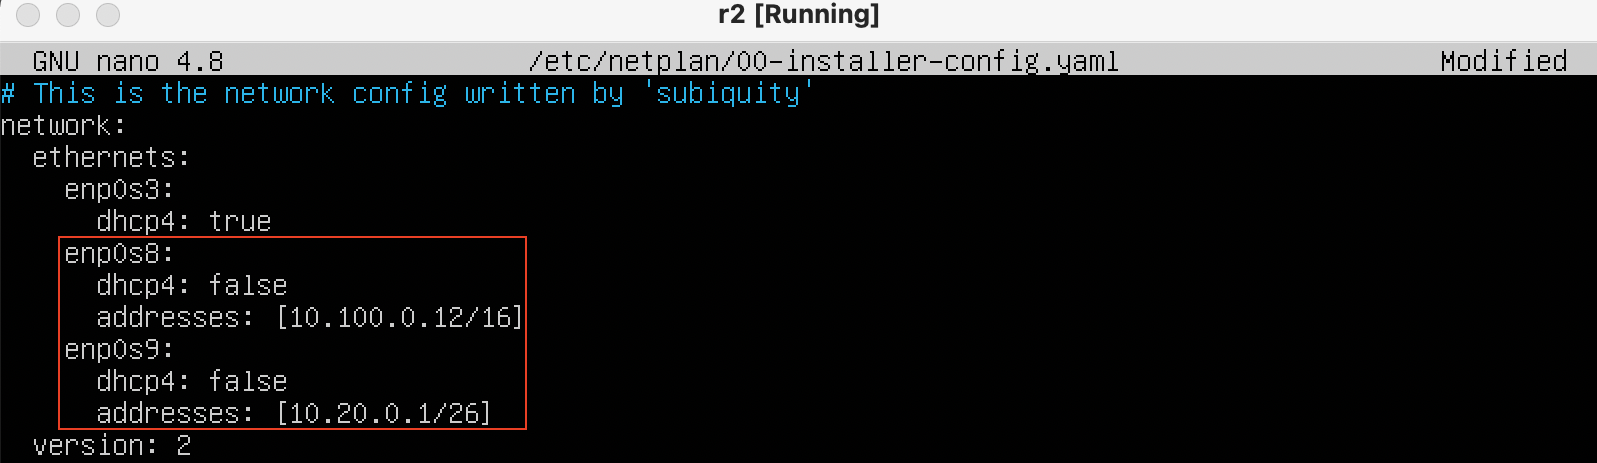 r2 [Running]
GNU nano 4.8 /etc/netplan/00-installer-config.yaml Modified
# This is the network config written by 'subiquity'
network:
  ethernets:
    enp0s3:
      dhcp4: true
    enp0s8:
      dhcp4: false
      addresses: [10.100.0.12/16]
    enp0s9:
      dhcp4: false
      addresses: [10.20.0.1/26]
  version: 2